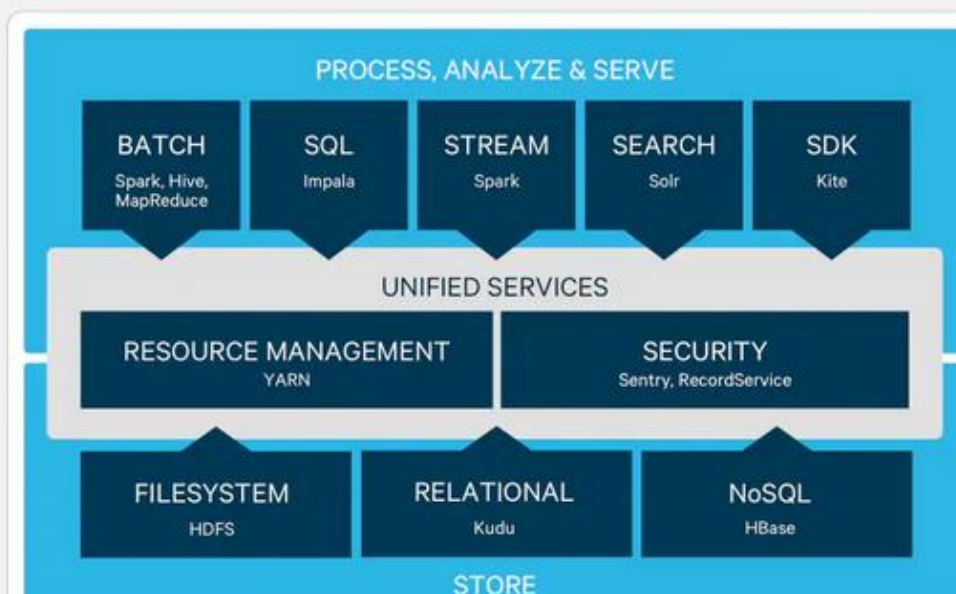 PROCESS, ANALYZE & SERVE
BATCH
Spark, Hive,
MapReduce
SQL
Impala
STREAM
Spark
SEARCH
Solr
SDK
Kite
UNIFIED SERVICES
RESOURCE MANAGEMENT
YARN
SECURITY
Sentry, RecordService
FILESYSTEM
HDFS
RELATIONAL
Kudu
NoSQL
HBase
STORE